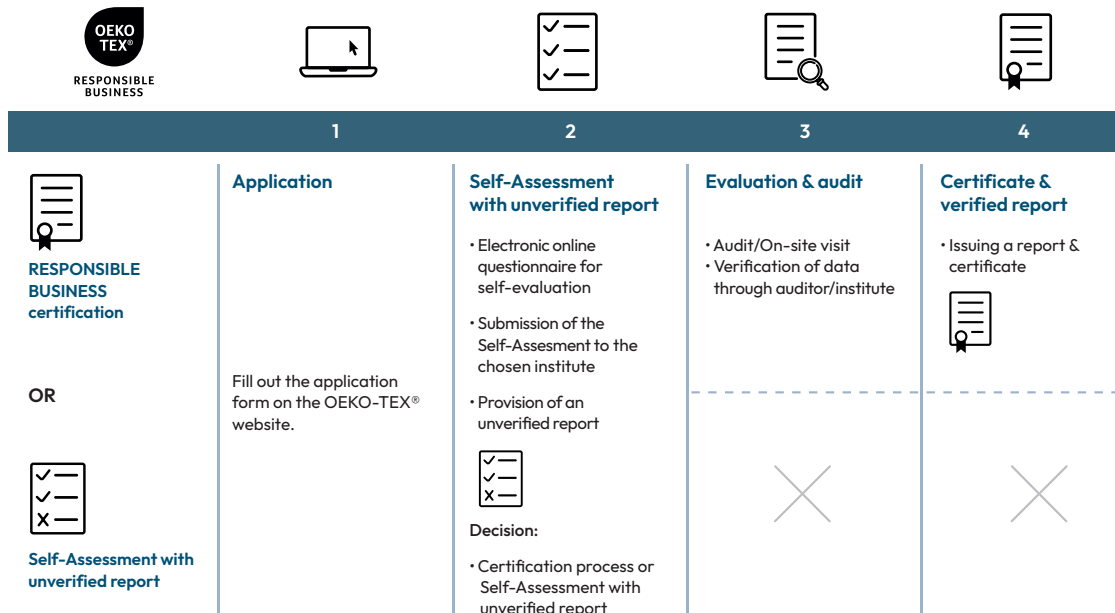 OEKO
TEX®
RESPONSIBLE
BUSINESS
1
2
3
4
RESPONSIBLE
BUSINESS
certification
OR
Self-Assessment with
unverified report
Application
Fill out the application
form on the OEKO-TEX®
website.
Self-Assessment
with unverified report
• Electronic online
questionnaire for
self-evaluation
• Submission of the
Self-Assesment to the
chosen institute
• Provision of an
unverified report
Decision:
• Certification process or
Self-Assessment with
unverified report
Evaluation & audit
• Audit/On-site visit
• Verification of data
through auditor/institute
Certificate &
verified report
• Issuing a report &
certificate